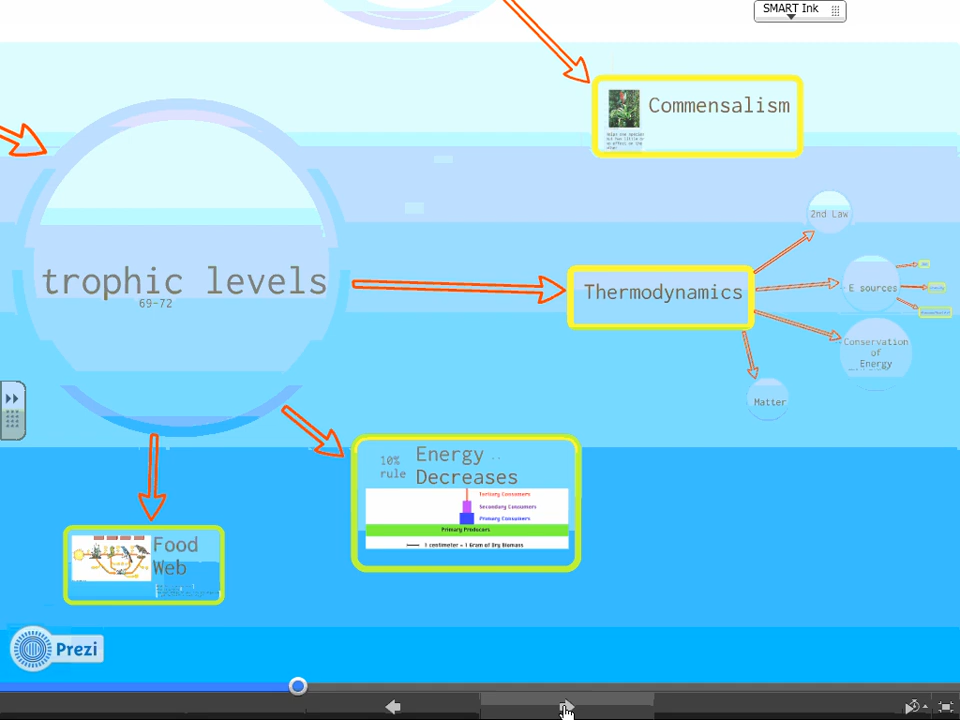 SMART Ink
Commensalism
trophic levels
69-72
Thermodynamics
2nd Law
E sources
Conservation
of
Energy
Matter
10%
rule
Energy
Decreases
Tertiary Consumers
Secondary Consumers
Primary Consumers
Primary Producers
1 centimeter = 1 Gram of Dry Biomass
Food
Web
Prezi